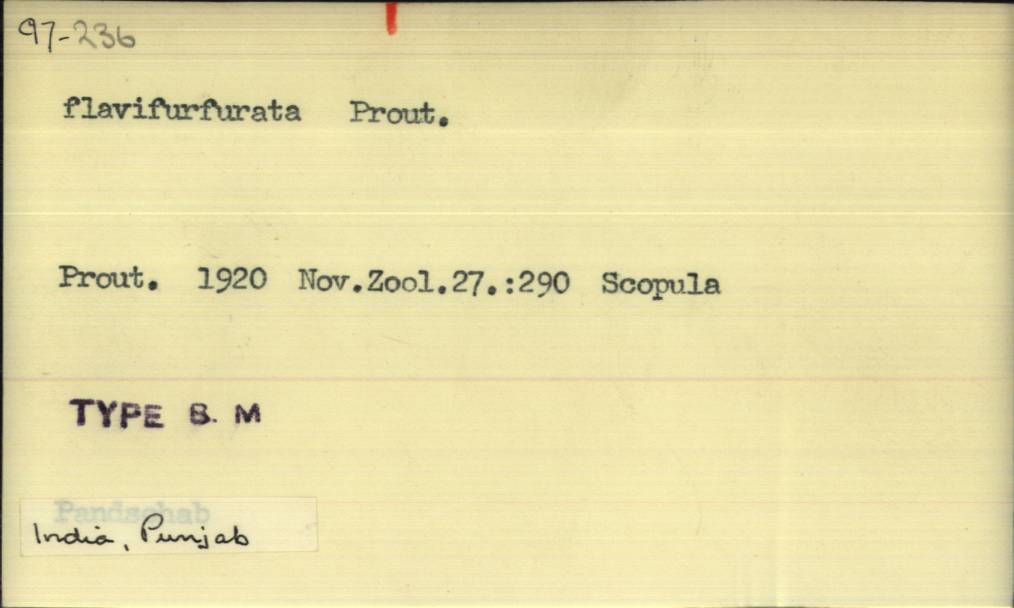 97-236
flavifurfurata Prout.
Prout. 1920 Nov.Zool.27.:290 Scopula
TYPE B. M
Pandschab
India, Punjab